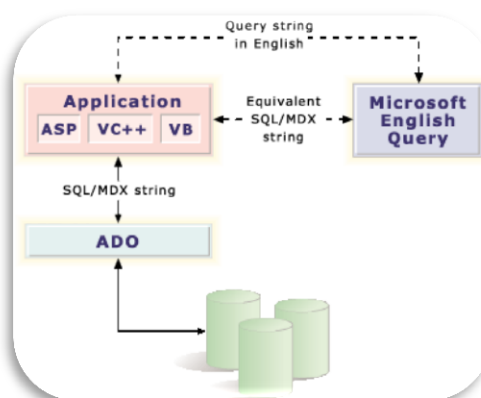 Query string
in English
Application
ASP VC++ VB
Equivalent
SQL/MDX
string
Microsoft
English
Query
SQL/MDX string
ADO